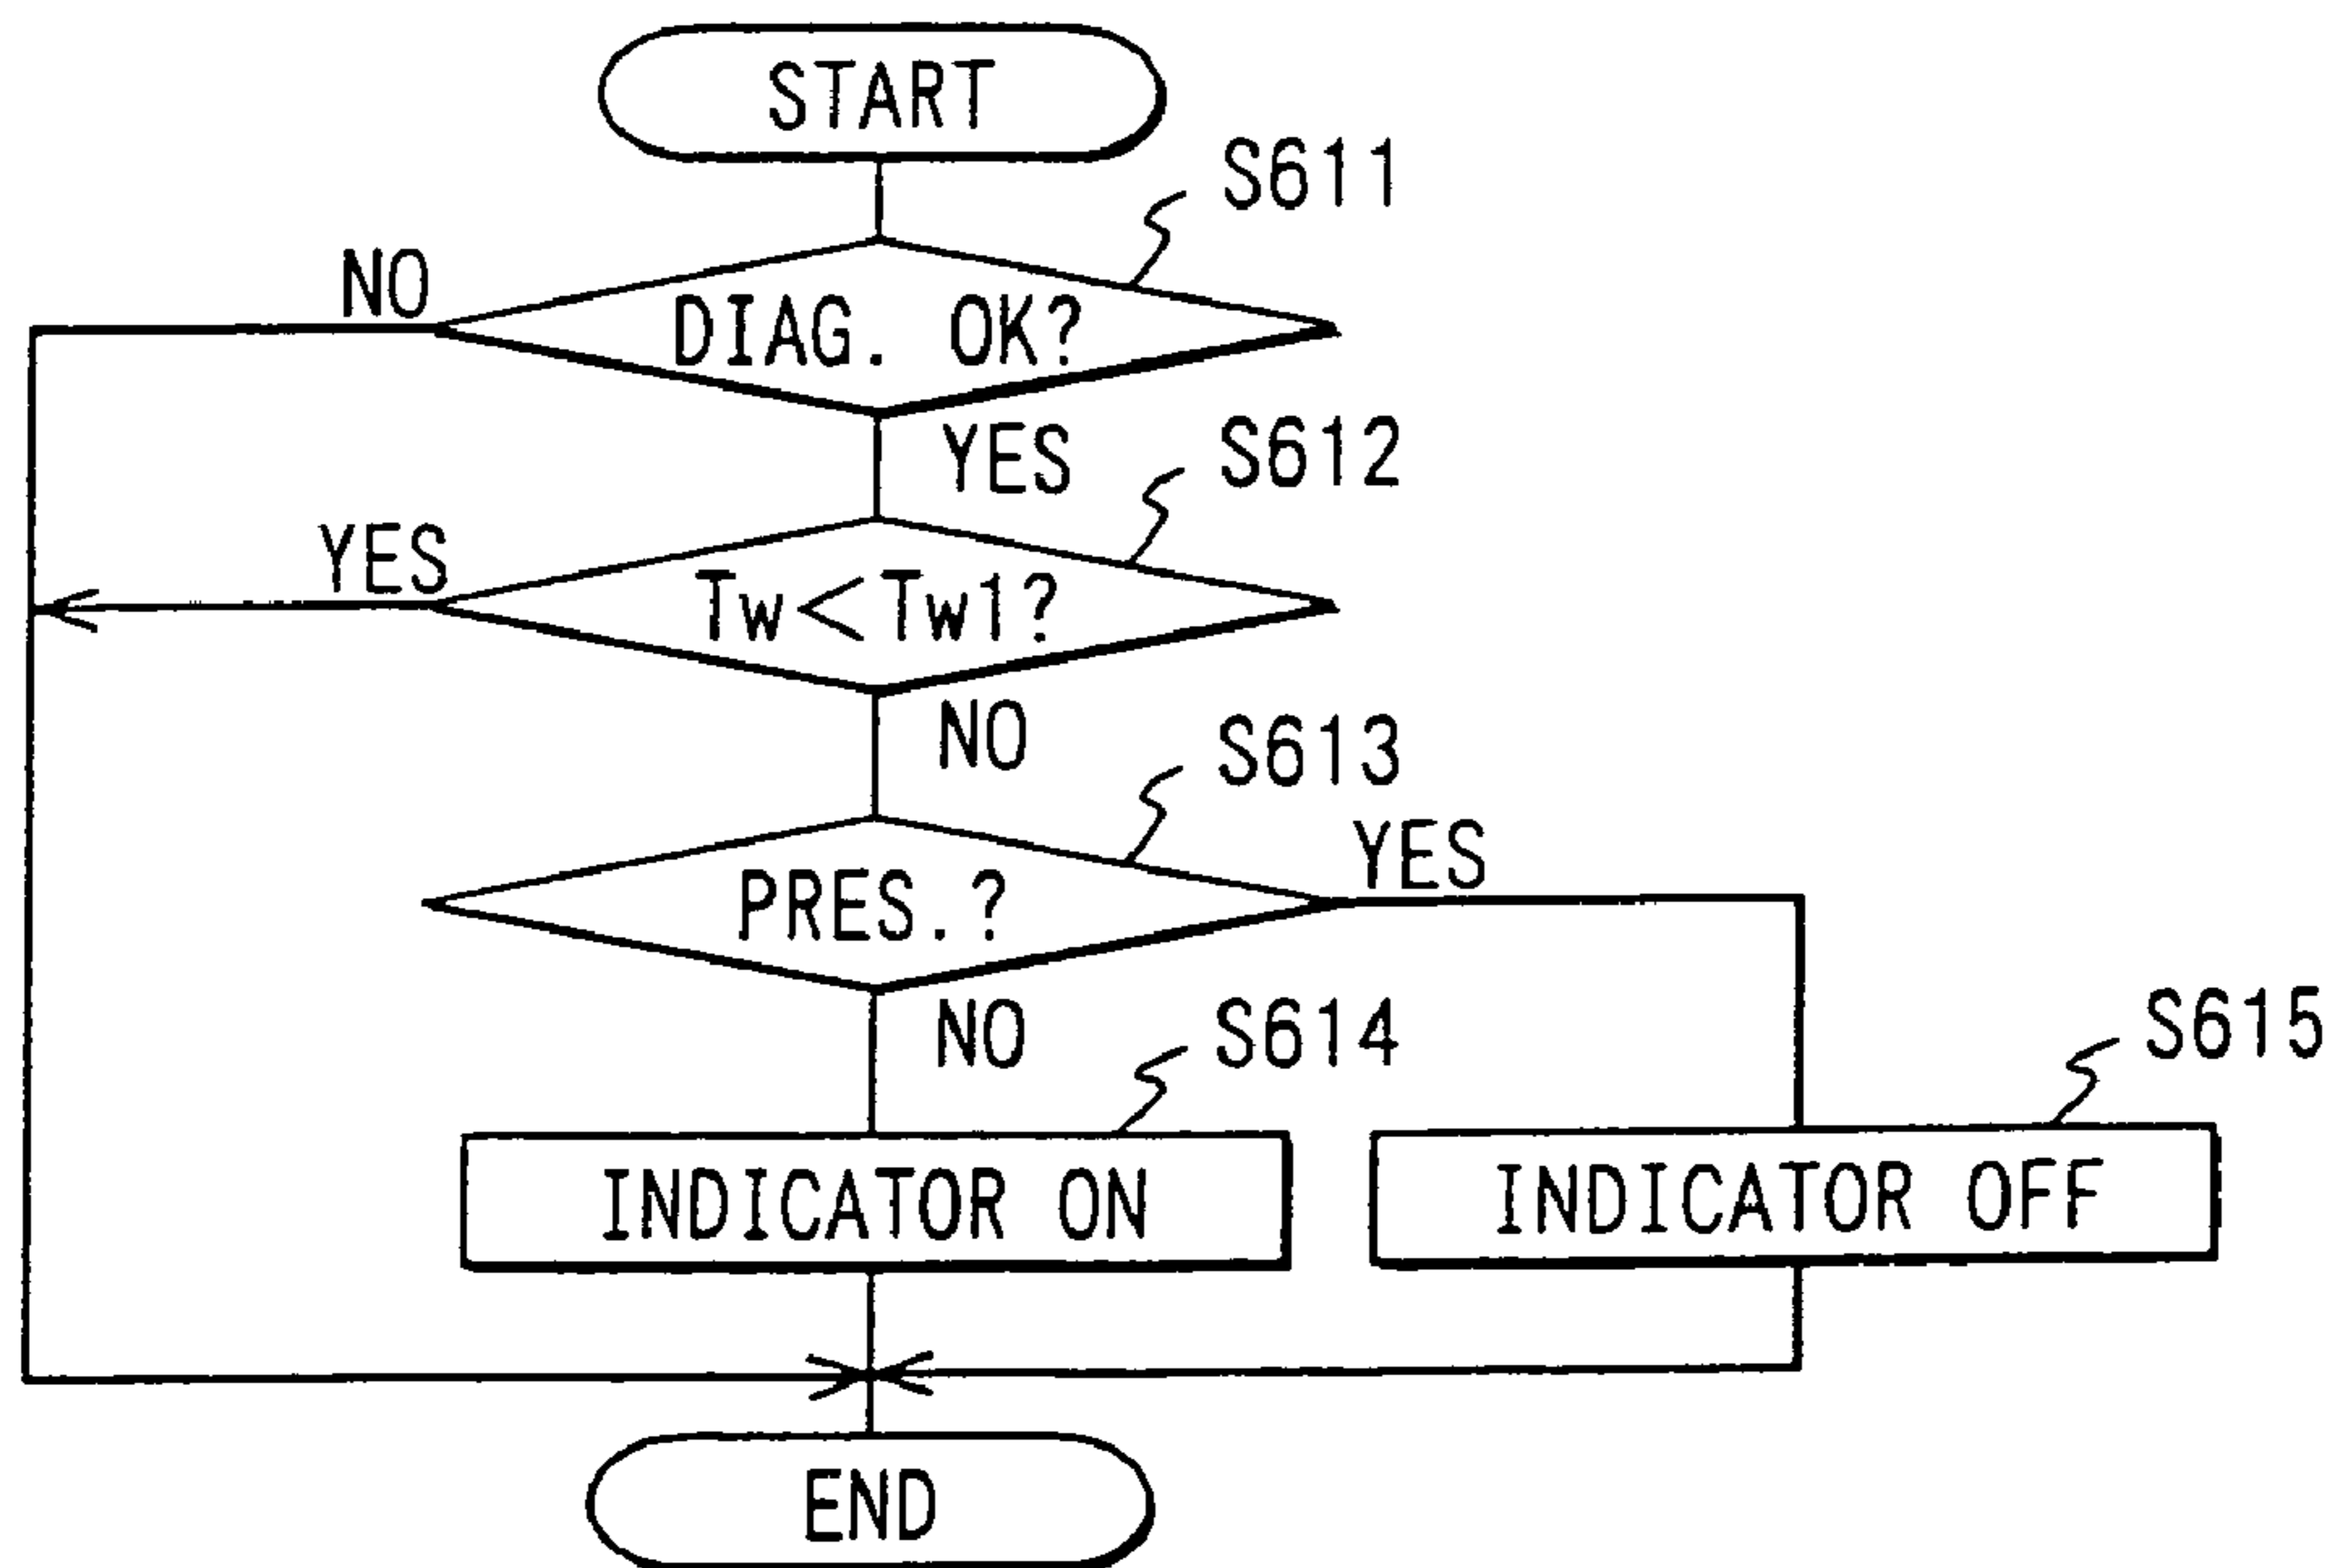 START
S611
NO
DIAG. OK?
YES
S612
YES
Tw<Tw1?
NO
S613
YES
PRES.?
NO
S614
S615
INDICATOR ON
INDICATOR OFF
END